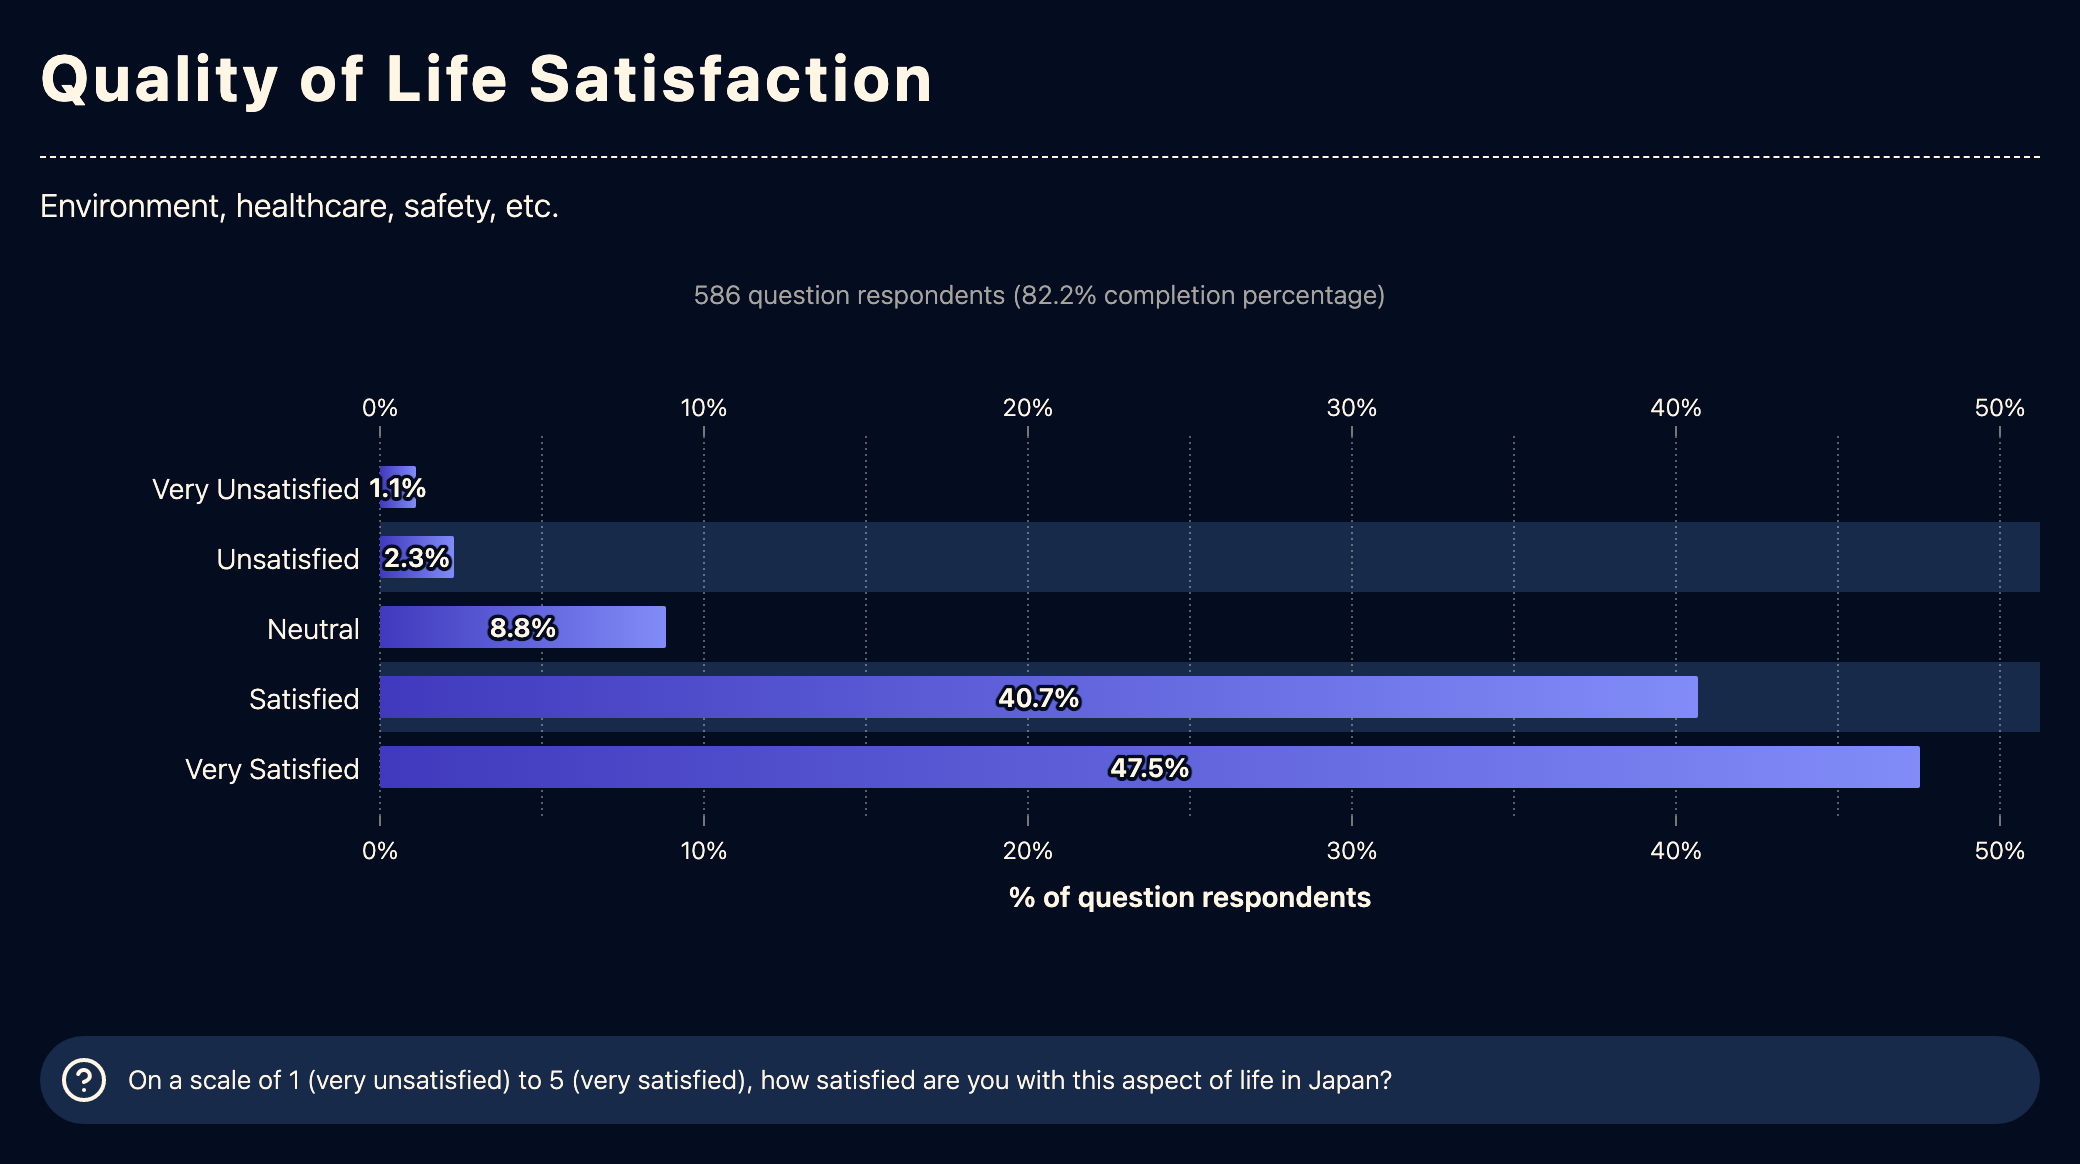 Quality of Life Satisfaction
Environment, healthcare, safety, etc.
586 question respondents (82.2% completion percentage)
0% 10% 20% 30% 40% 50%
Very Unsatisfied 1.1%
Unsatisfied 2.3%
Neutral 8.8%
Satisfied 40.7%
Very Satisfied 47.5%
0% 10% 20% 30% 40% 50%
% of question respondents
On a scale of 1 (very unsatisfied) to 5 (very satisfied), how satisfied are you with this aspect of life in Japan?